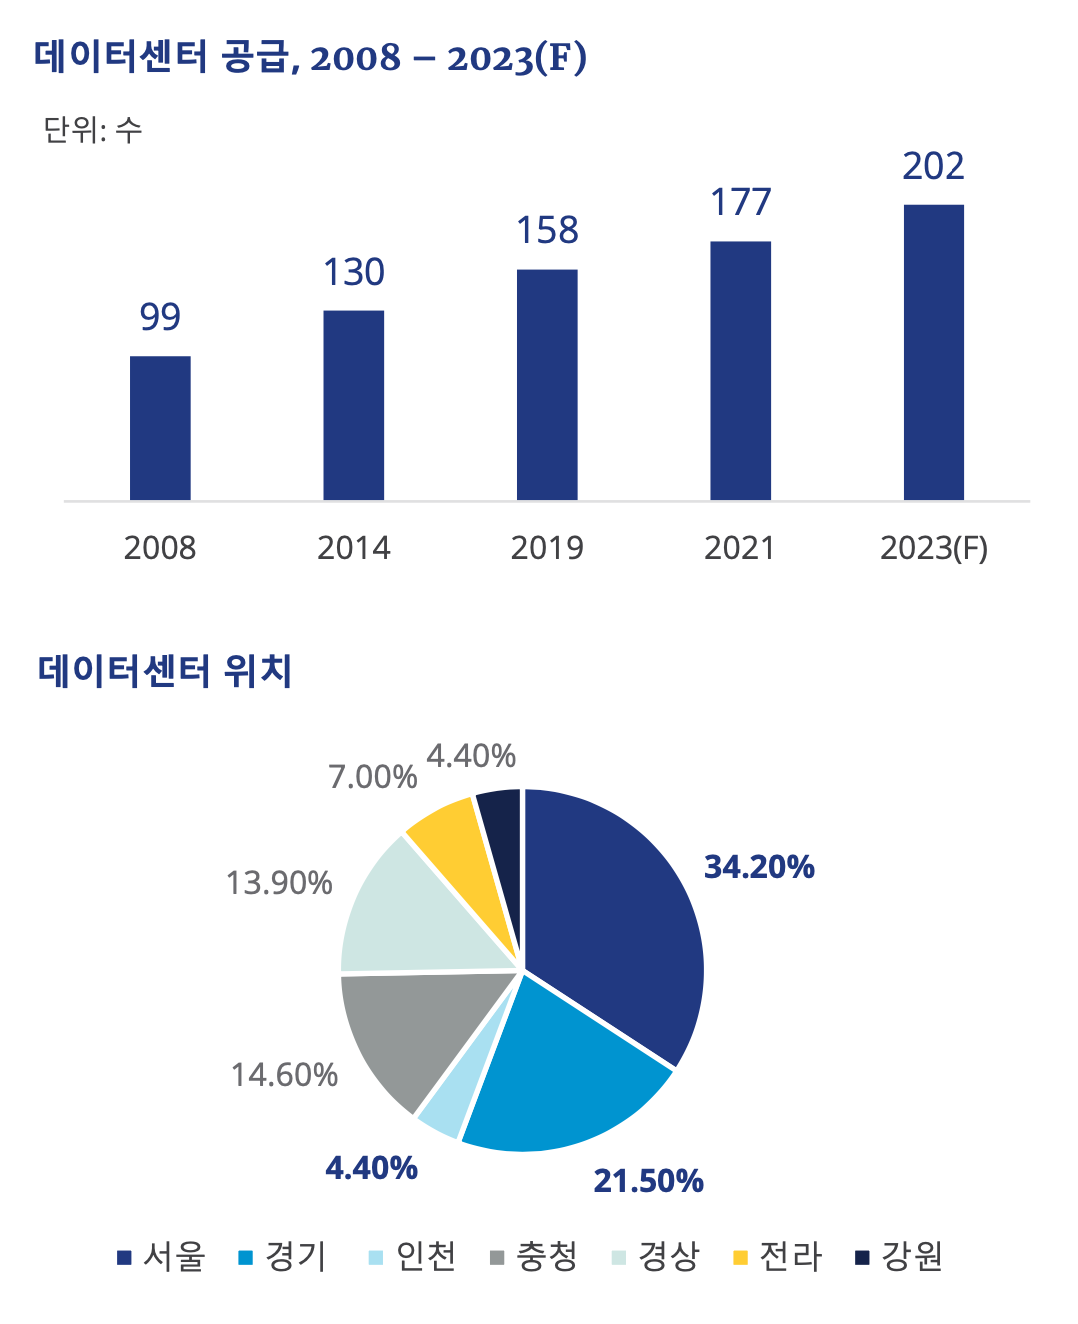 데이터센터 공급, 2008 – 2023(F)
단위: 수
99 130 158 177 202
2008 2014 2019 2021 2023(F)
데이터센터 위치
4.40%
7.00%
34.20%
13.90%
14.60%
4.40%
21.50%
서울 경기 인천 충청 경상 전라 강원